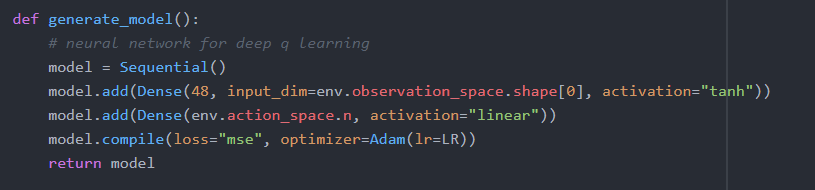 def generate_model():
    # neural network for deep q learning
    model = Sequential()
    model.add(Dense(48, input_dim=env.observation_space.shape[0], activation="tanh"))
    model.add(Dense(env.action_space.n, activation="linear"))
    model.compile(loss="mse", optimizer=Adam(lr=LR))
    return model